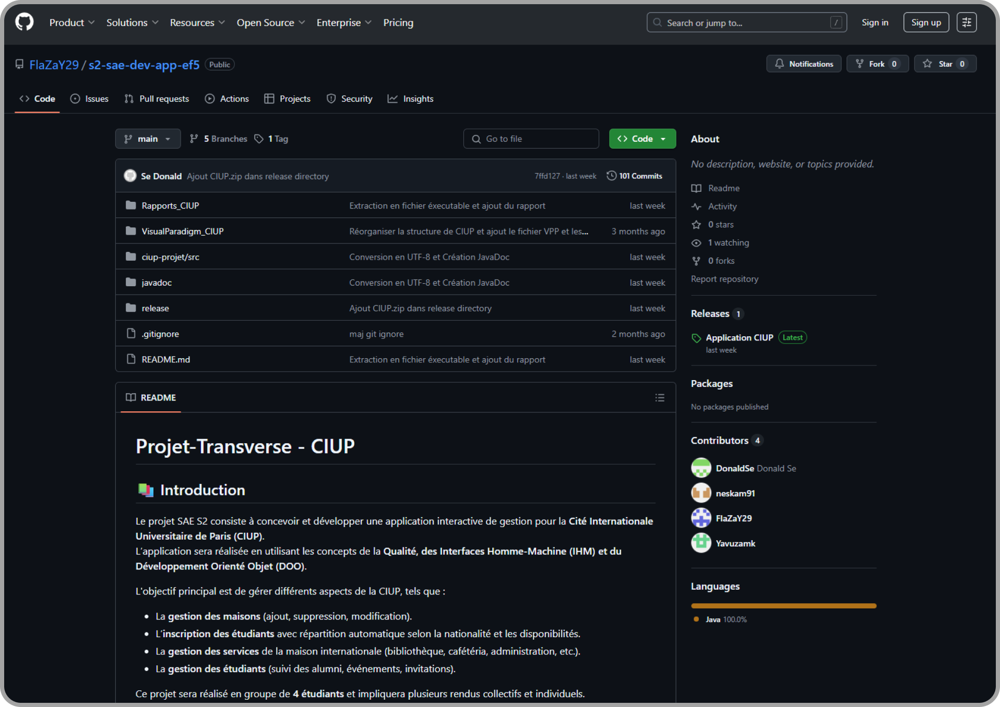 Product Solutions Resources Open Source Enterprise Pricing Search or jump to... / Sign in Sign up
FlaZaY29 / s2-sae-dev-app-ef5 Public Notifications Fork 0 Star 0
Code Issues Pull requests Actions Projects Security Insights
main 5 Branches 1 Tag Go to file Code
Se Donald Ajout CIUP.zip dans release directory 7ffd127 · last week 101 Commits
Rapports_CIUP Extraction en fichier éxecutable et ajout du rapport last week
VisualParadigm_CIUP Réorganiser la structure de CIUP et ajout le fichier VPP et les... 3 months ago
ciup-projet/src Conversion en UTF-8 et Création JavaDoc last week
javadoc Conversion en UTF-8 et Création JavaDoc last week
release Ajout CIUP.zip dans release directory last week
.gitignore maj git ignore 2 months ago
README.md Extraction en fichier éxecutable et ajout du rapport last week
README
Projet-Transverse - CIUP
Introduction
Le projet SAE S2 consiste à concevoir et développer une application interactive de gestion pour la Cité Internationale
Universitaire de Paris (CIUP).
L'application sera réalisée en utilisant les concepts de la Qualité, des Interfaces Homme-Machine (IHM) et du
Développement Orienté Objet (DOO).
L'objectif principal est de gérer différents aspects de la CIUP, tels que :
• La gestion des maisons (ajout, suppression, modification).
• L'inscription des étudiants avec répartition automatique selon la nationalité et les disponibilités.
• La gestion des services de la maison internationale (bibliothèque, cafétéria, administration, etc.).
• La gestion des étudiants (suivi des alumni, événements, invitations).
Ce projet sera réalisé en groupe de 4 étudiants et impliquera plusieurs rendus collectifs et individuels.
About
No description, website, or topics provided.
Readme
Activity
0 stars
1 watching
0 forks
Report repository
Releases 1
Application CIUP Latest
last week
Packages
No packages published
Contributors 4
DonaldSe Donald Se
neskam91
FlaZaY29
Yavuzamk
Languages
Java 100.0%